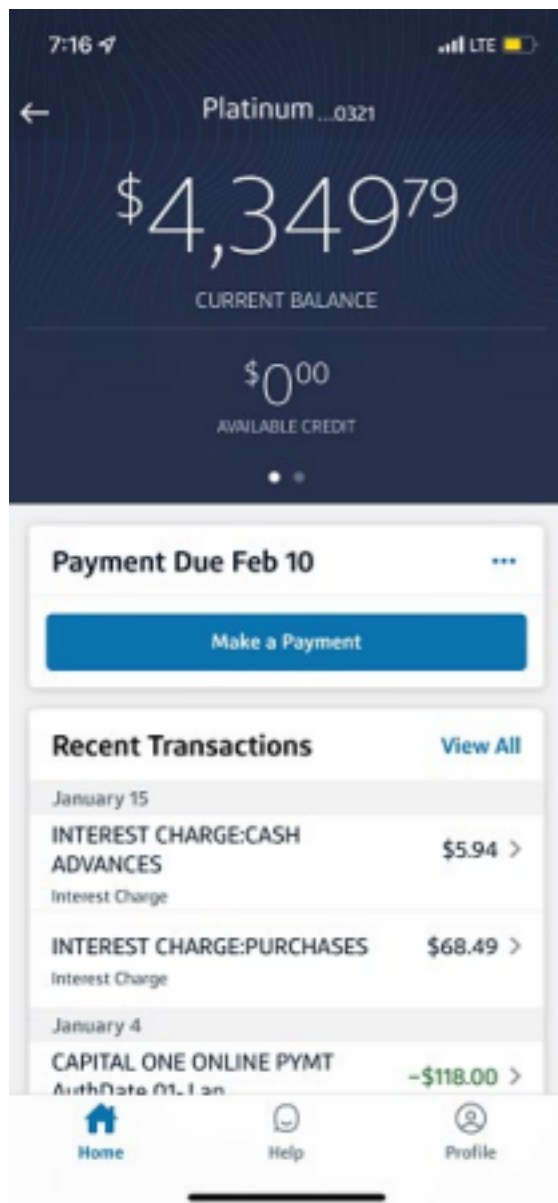 7:16 LTE
Platinum ...0321
$4,34979
CURRENT BALANCE
$000
AVAILABLE CREDIT
Payment Due Feb 10
Make a Payment
Recent Transactions View All
January 15
INTEREST CHARGE:CASH $5.94
ADVANCES
Interest Charge
INTEREST CHARGE:PURCHASES $68.49
Interest Charge
January 4
CAPITAL ONE ONLINE PYMT -$118.00
AuthDate 01-
Home Help Profile